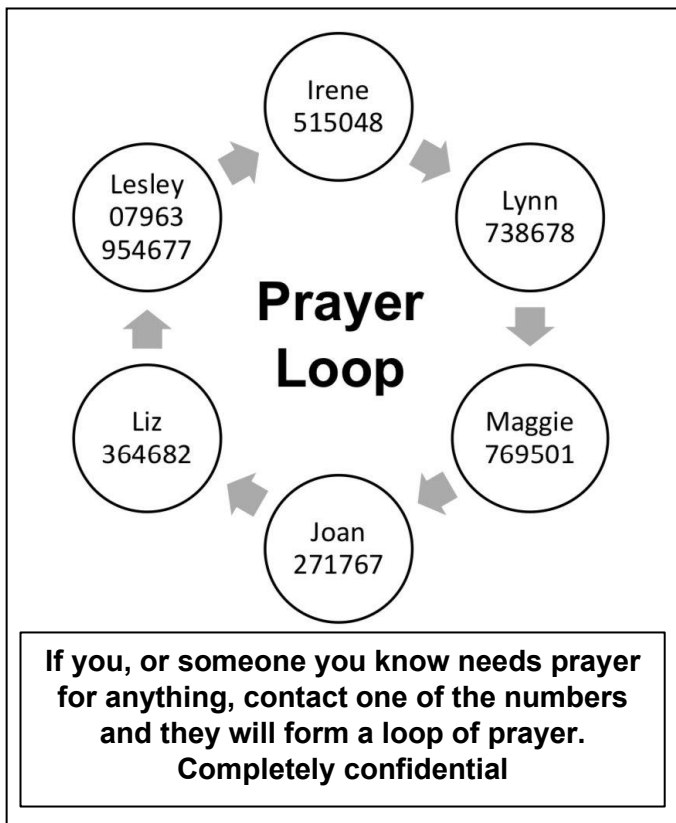 Irene
515048
Lynn
738678
Maggie
769501
Joan
271767
Liz
364682
Lesley
07963
954677
Prayer
Loop
If you, or someone you know needs prayer
for anything, contact one of the numbers
and they will form a loop of prayer.
Completely confidential